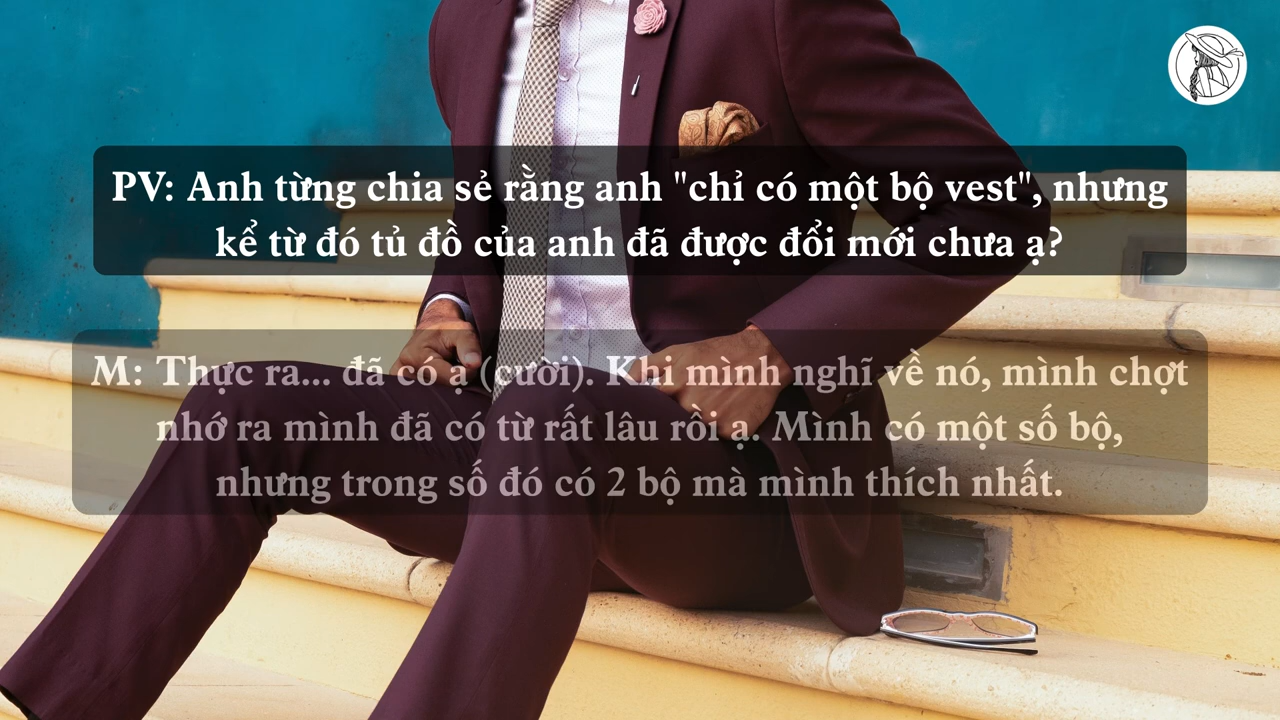 PV: Anh từng chia sẻ rằng anh "chỉ có một bộ vest", nhưng
kể từ đó tủ đồ của anh đã được đổi mới chưa ạ?
M: Thực ra... đã có ạ (cười). Khi mình nghĩ về nó, mình chợt
nhớ ra mình đã có từ rất lâu rồi ạ. Mình có một số bộ,
nhưng trong số đó có 2 bộ mà mình thích nhất.